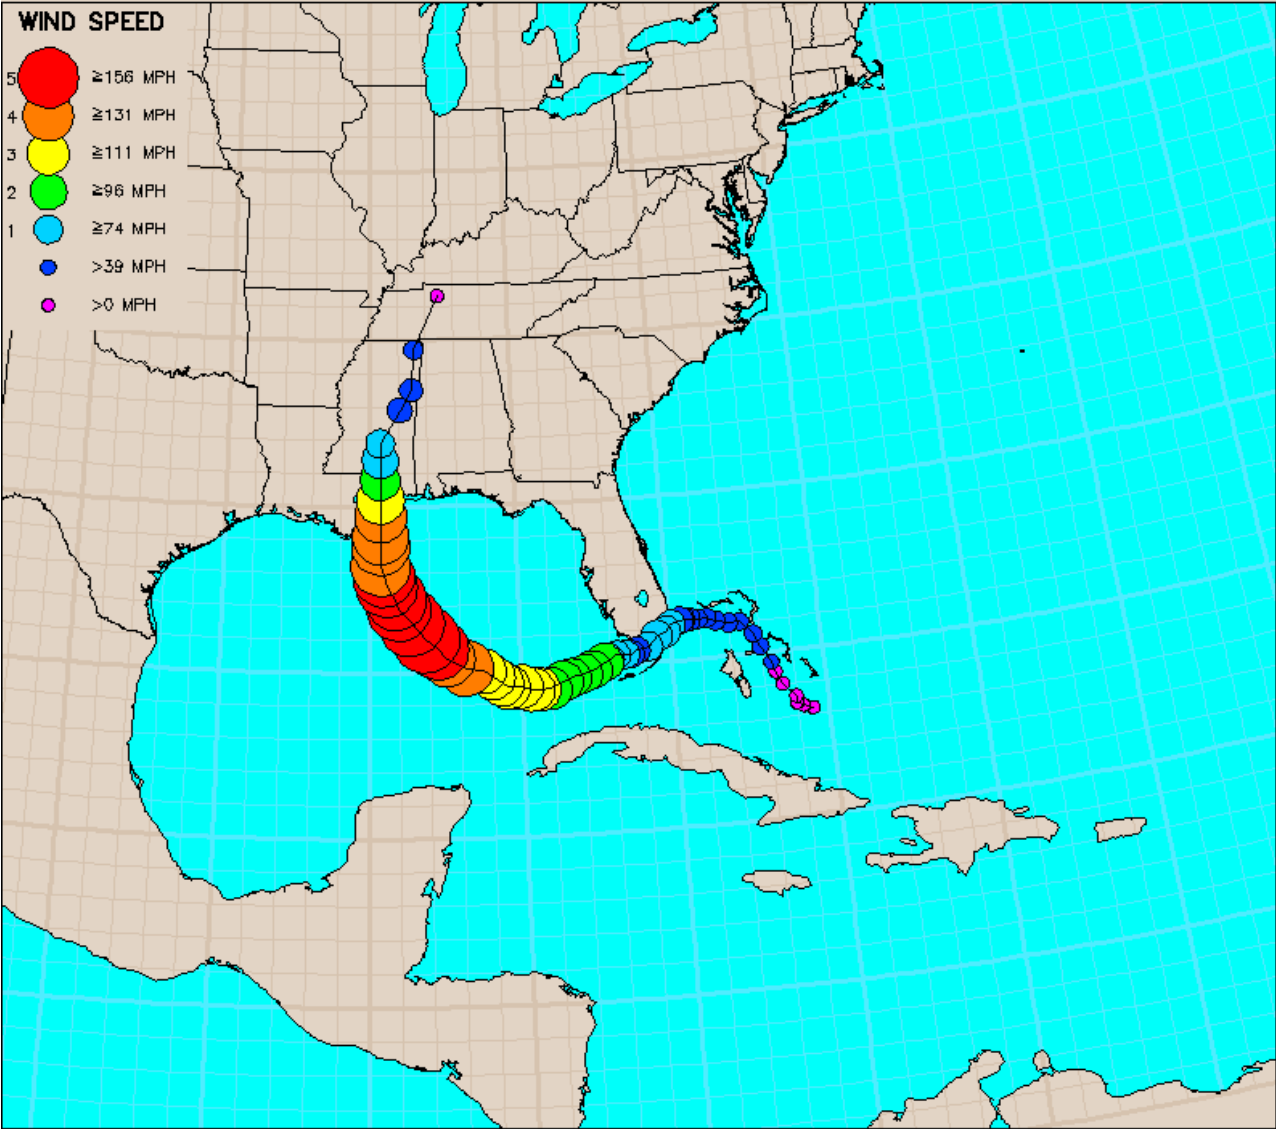 WIND SPEED
5 ≥156 MPH
4 ≥131 MPH
3 ≥111 MPH
2 ≥96 MPH
1 ≥74 MPH
>39 MPH
>0 MPH